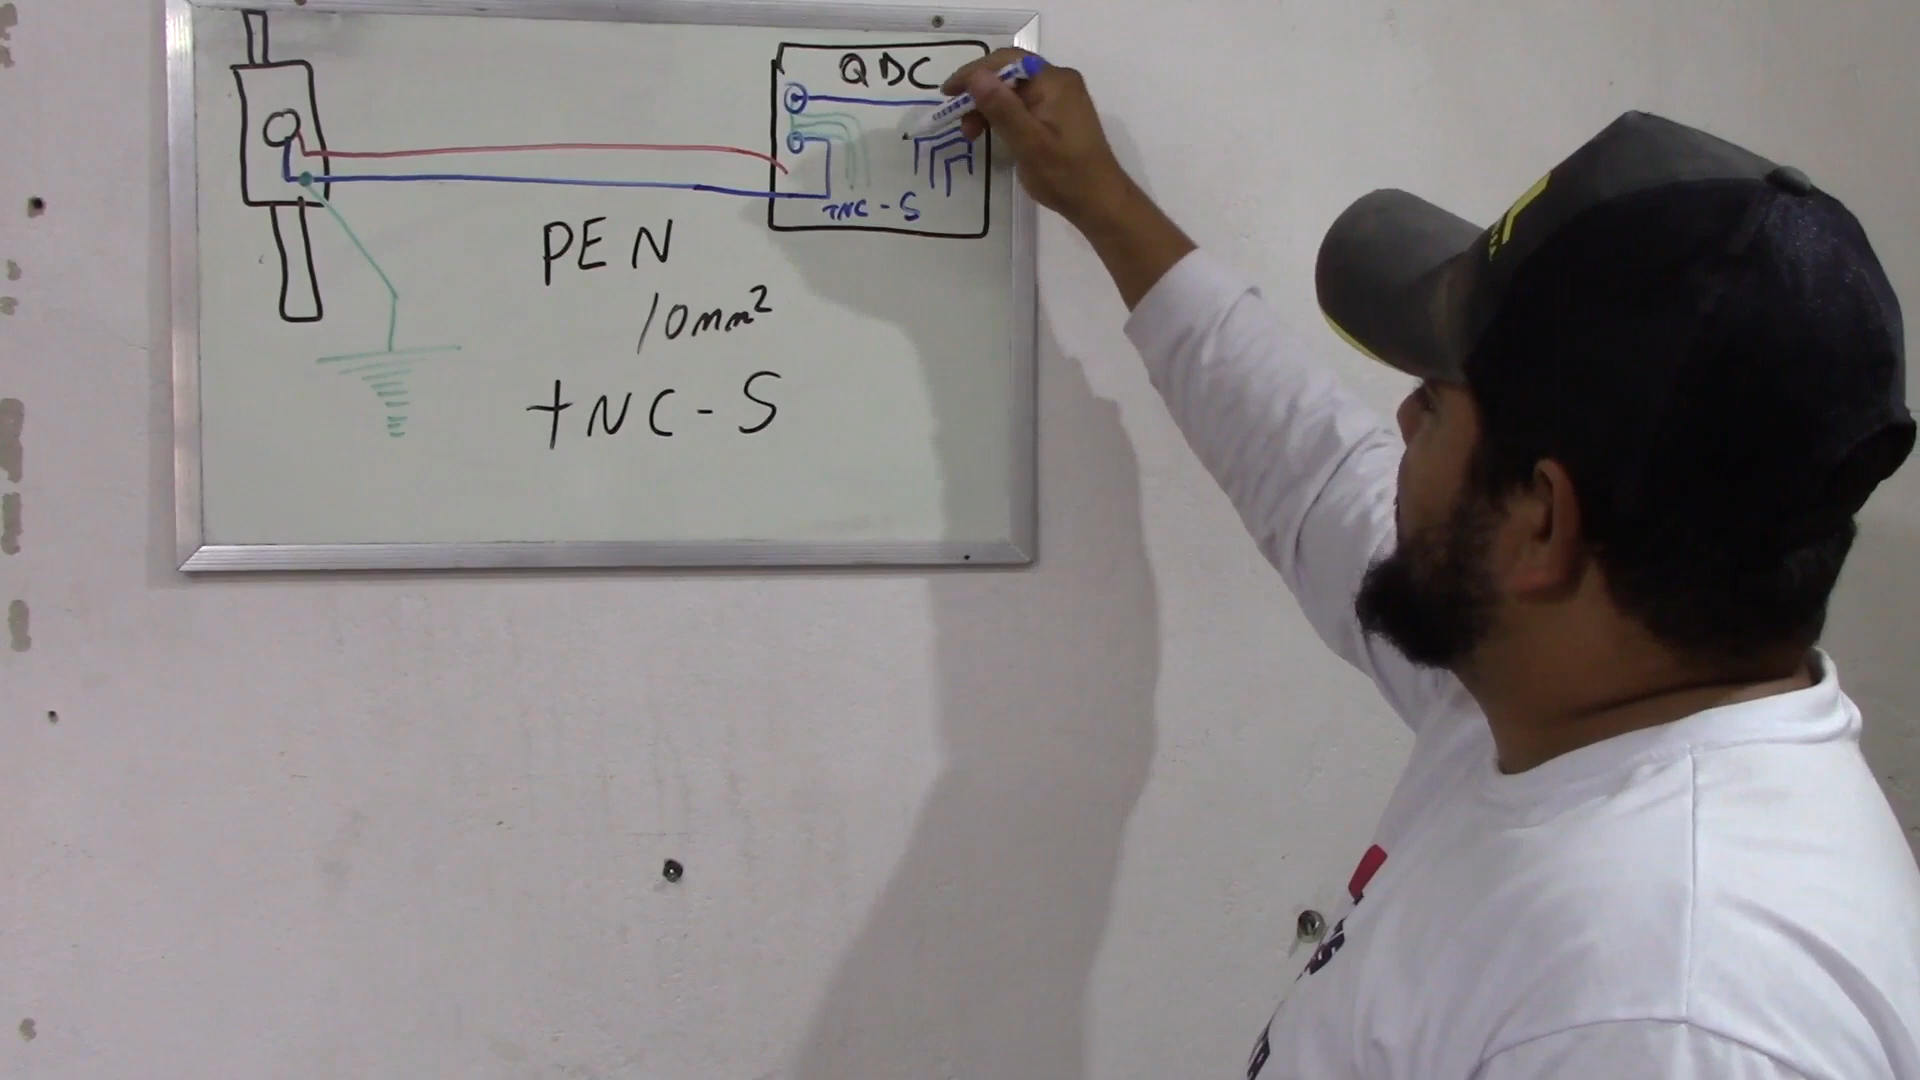 QDC
TNC - S
PEN
10mm²
TNC - S